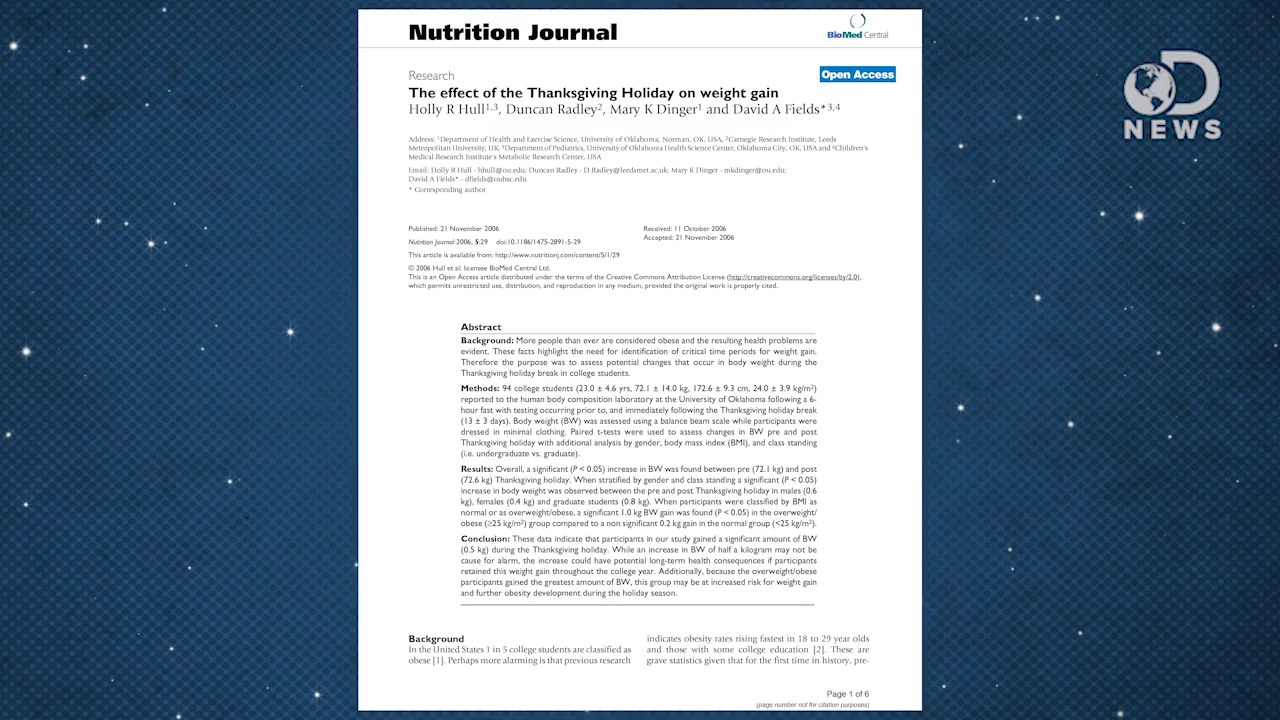 Nutrition Journal
BioMed Central
Research
Open Access
The effect of the Thanksgiving Holiday on weight gain
Holly R Hull1,3, Duncan Radley2, Mary K Dinger1 and David A Fields*3,4
Address: 1Department of Health and Exercise Science, University of Oklahoma, Norman, OK, USA, 2Carnegie Research Institute, Leeds
Metropolitan University, UK, 3Department of Pediatrics, University of Oklahoma Health Science Center, Oklahoma City, OK, USA and 4Children's
Medical Research Institute's Metabolic Research Center, USA
Email: Holly R Hull - hhull@ou.edu; Duncan Radley - D.Radley@leedsmet.ac.uk; Mary K Dinger - mkdinger@ou.edu;
David A Fields* - dfields@ouhsc.edu
* Corresponding author
Published: 21 November 2006
Nutrition Journal 2006, 5:29 doi:10.1186/1475-2891-5-29
Received: 11 October 2006
Accepted: 21 November 2006
This article is available from: http://www.nutritionj.com/content/5/1/29
© 2006 Hull et al; licensee BioMed Central Ltd.
This is an Open Access article distributed under the terms of the Creative Commons Attribution License (http://creativecommons.org/licenses/by/2.0),
which permits unrestricted use, distribution, and reproduction in any medium, provided the original work is properly cited.
Abstract
Background: More people than ever are considered obese and the resulting health problems are
evident. These facts highlight the need for identification of critical time periods for weight gain.
Therefore the purpose was to assess potential changes that occur in body weight during the
Thanksgiving holiday break in college students.
Methods: 94 college students (23.0 ± 4.6 yrs, 72.1 ± 14.0 kg, 172.6 ± 9.3 cm, 24.0 ± 3.9 kg/m2)
reported to the human body composition laboratory at the University of Oklahoma following a 6-
hour fast with testing occurring prior to, and immediately following the Thanksgiving holiday break
(13 ± 3 days). Body weight (BW) was assessed using a balance beam scale while participants were
dressed in minimal clothing. Paired t-tests were used to assess changes in BW pre and post
Thanksgiving holiday with additional analysis by gender, body mass index (BMI), and class standing
(i.e. undergraduate vs. graduate).
Results: Overall, a significant (P < 0.05) increase in BW was found between pre (72.1 kg) and post
(72.6 kg) Thanksgiving holiday. When stratified by gender and class standing a significant (P < 0.05)
increase in body weight was observed between the pre and post Thanksgiving holiday in males (0.6
kg), females (0.4 kg) and graduate students (0.8 kg). When participants were classified by BMI as
normal or as overweight/obese, a significant 1.0 kg BW gain was found (P < 0.05) in the overweight/
obese (≥25 kg/m2) group compared to a non significant 0.2 kg gain in the normal group (<25 kg/m2).
Conclusion: These data indicate that participants in our study gained a significant amount of BW
(0.5 kg) during the Thanksgiving holiday. While an increase in BW of half a kilogram may not be
cause for alarm, the increase could have potential long-term health consequences if participants
retained this weight gain throughout the college year. Additionally, because the overweight/obese
participants gained the greatest amount of BW, this group may be at increased risk for weight gain
and further obesity development during the holiday season.
Background
In the United States 1 in 5 college students are classified as
obese [1]. Perhaps more alarming is that previous research
indicates obesity rates rising fastest in 18 to 29 year olds
and those with some college education [2]. These are
grave statistics given that for the first time in history, pre-
Page 1 of 6
(page number not for citation purposes)
D
NEWS